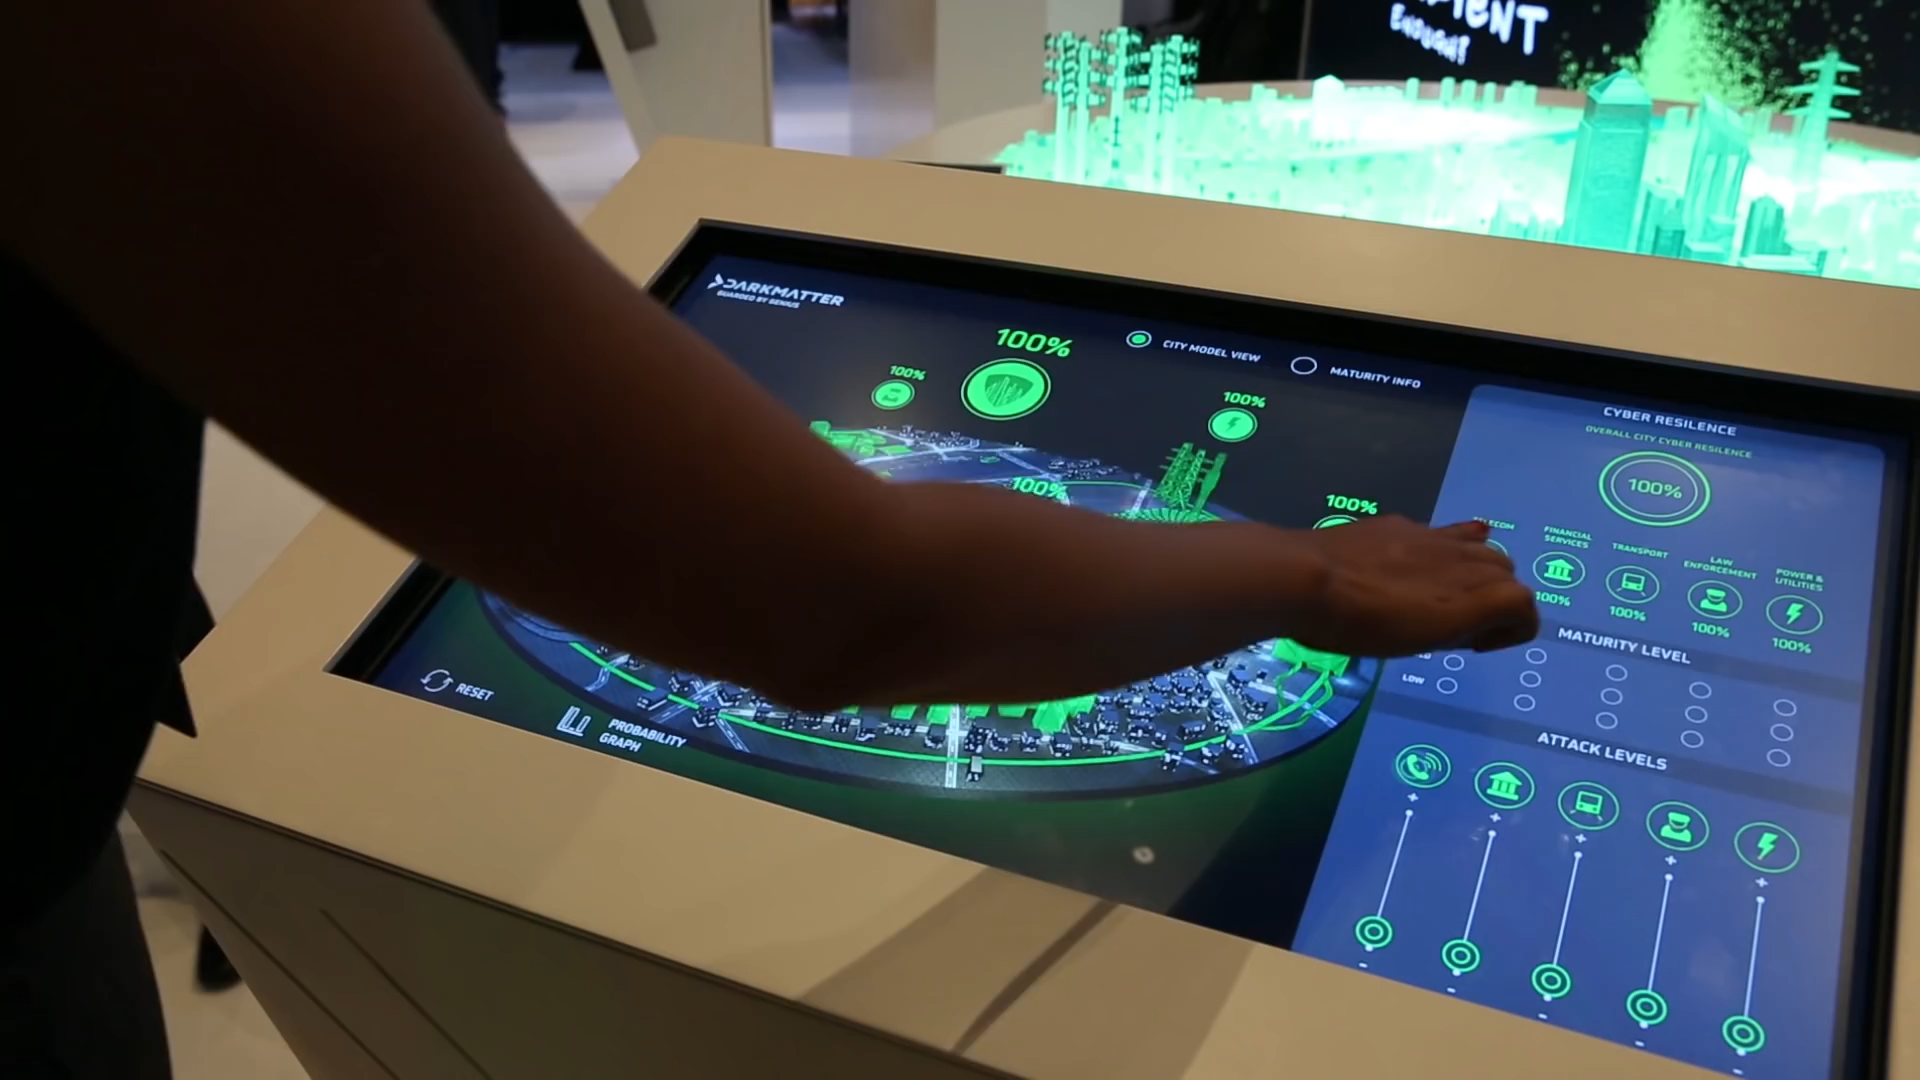 ENOUGH?
DARKMATTER
GUARDED BY GENIUS
100%
100%
100%
100%
100%
CITY MODEL VIEW
MATURITY INFO
CYBER RESILENCE
OVERALL CITY CYBER RESILENCE
100%
FINANCIAL
SERVICES
100%
TRANSPORT
100%
LAW
ENFORCEMENT
100%
POWER &
UTILITIES
100%
MATURITY LEVEL
LOW
ATTACK LEVELS
+ + + + +
- - - - -
RESET
PROBABILITY
GRAPH